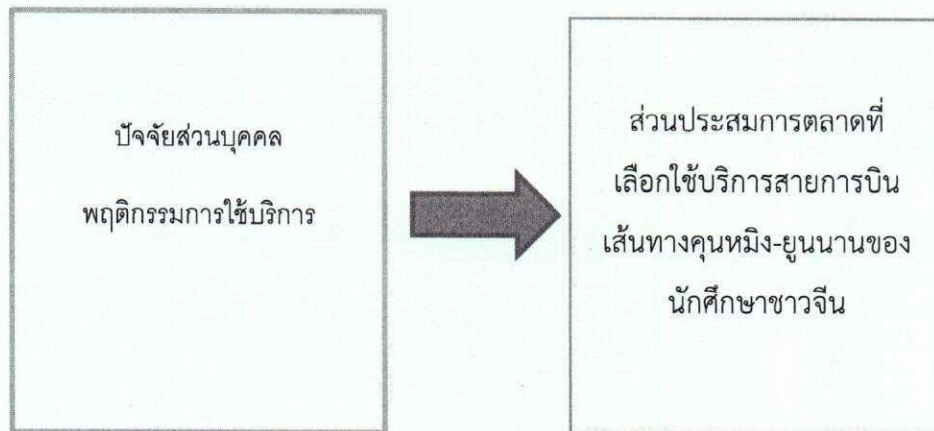 ปัจจัยส่วนบุคคล
พฤติกรรมการใช้บริการ
ส่วนประสมการตลาดที่
เลือกใช้บริการสายการบิน
เส้นทางคุนหมิง-ยูนนานของ
นักศึกษาชาวจีน